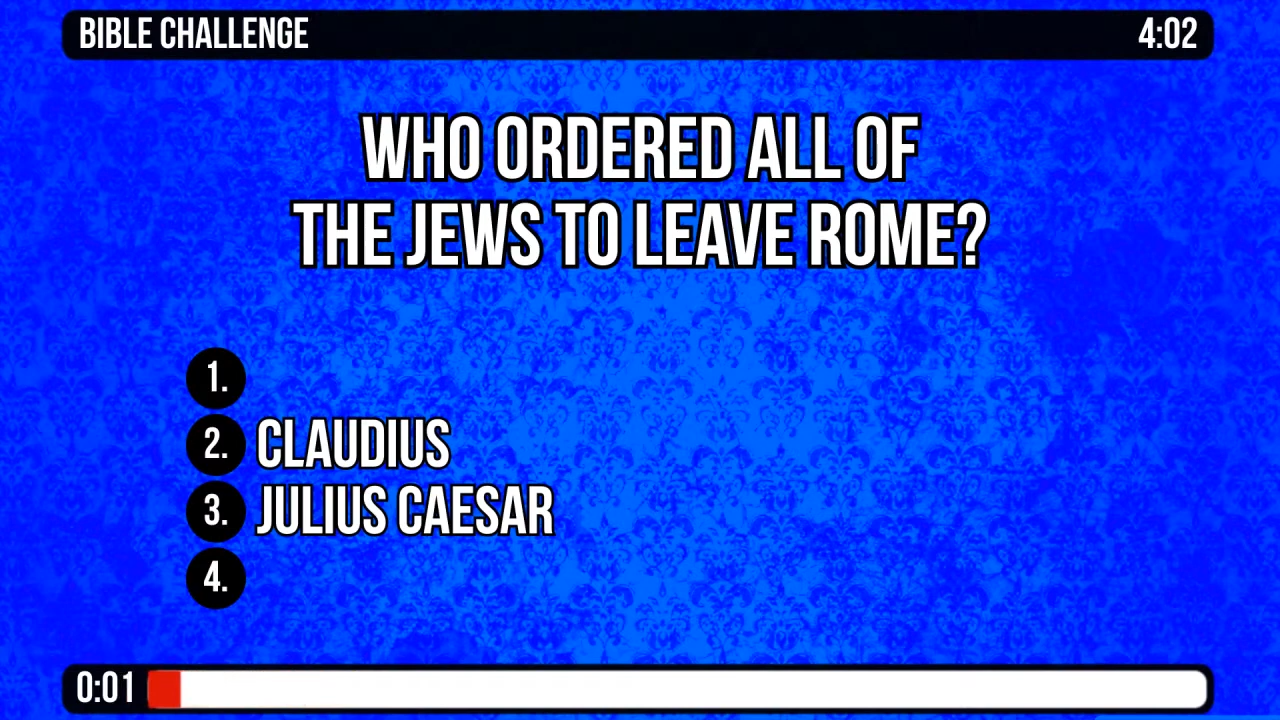 BIBLE CHALLENGE 4:02
WHO ORDERED ALL OF
THE JEWS TO LEAVE ROME?
1.
2. CLAUDIUS
3. JULIUS CAESAR
4.
0:01